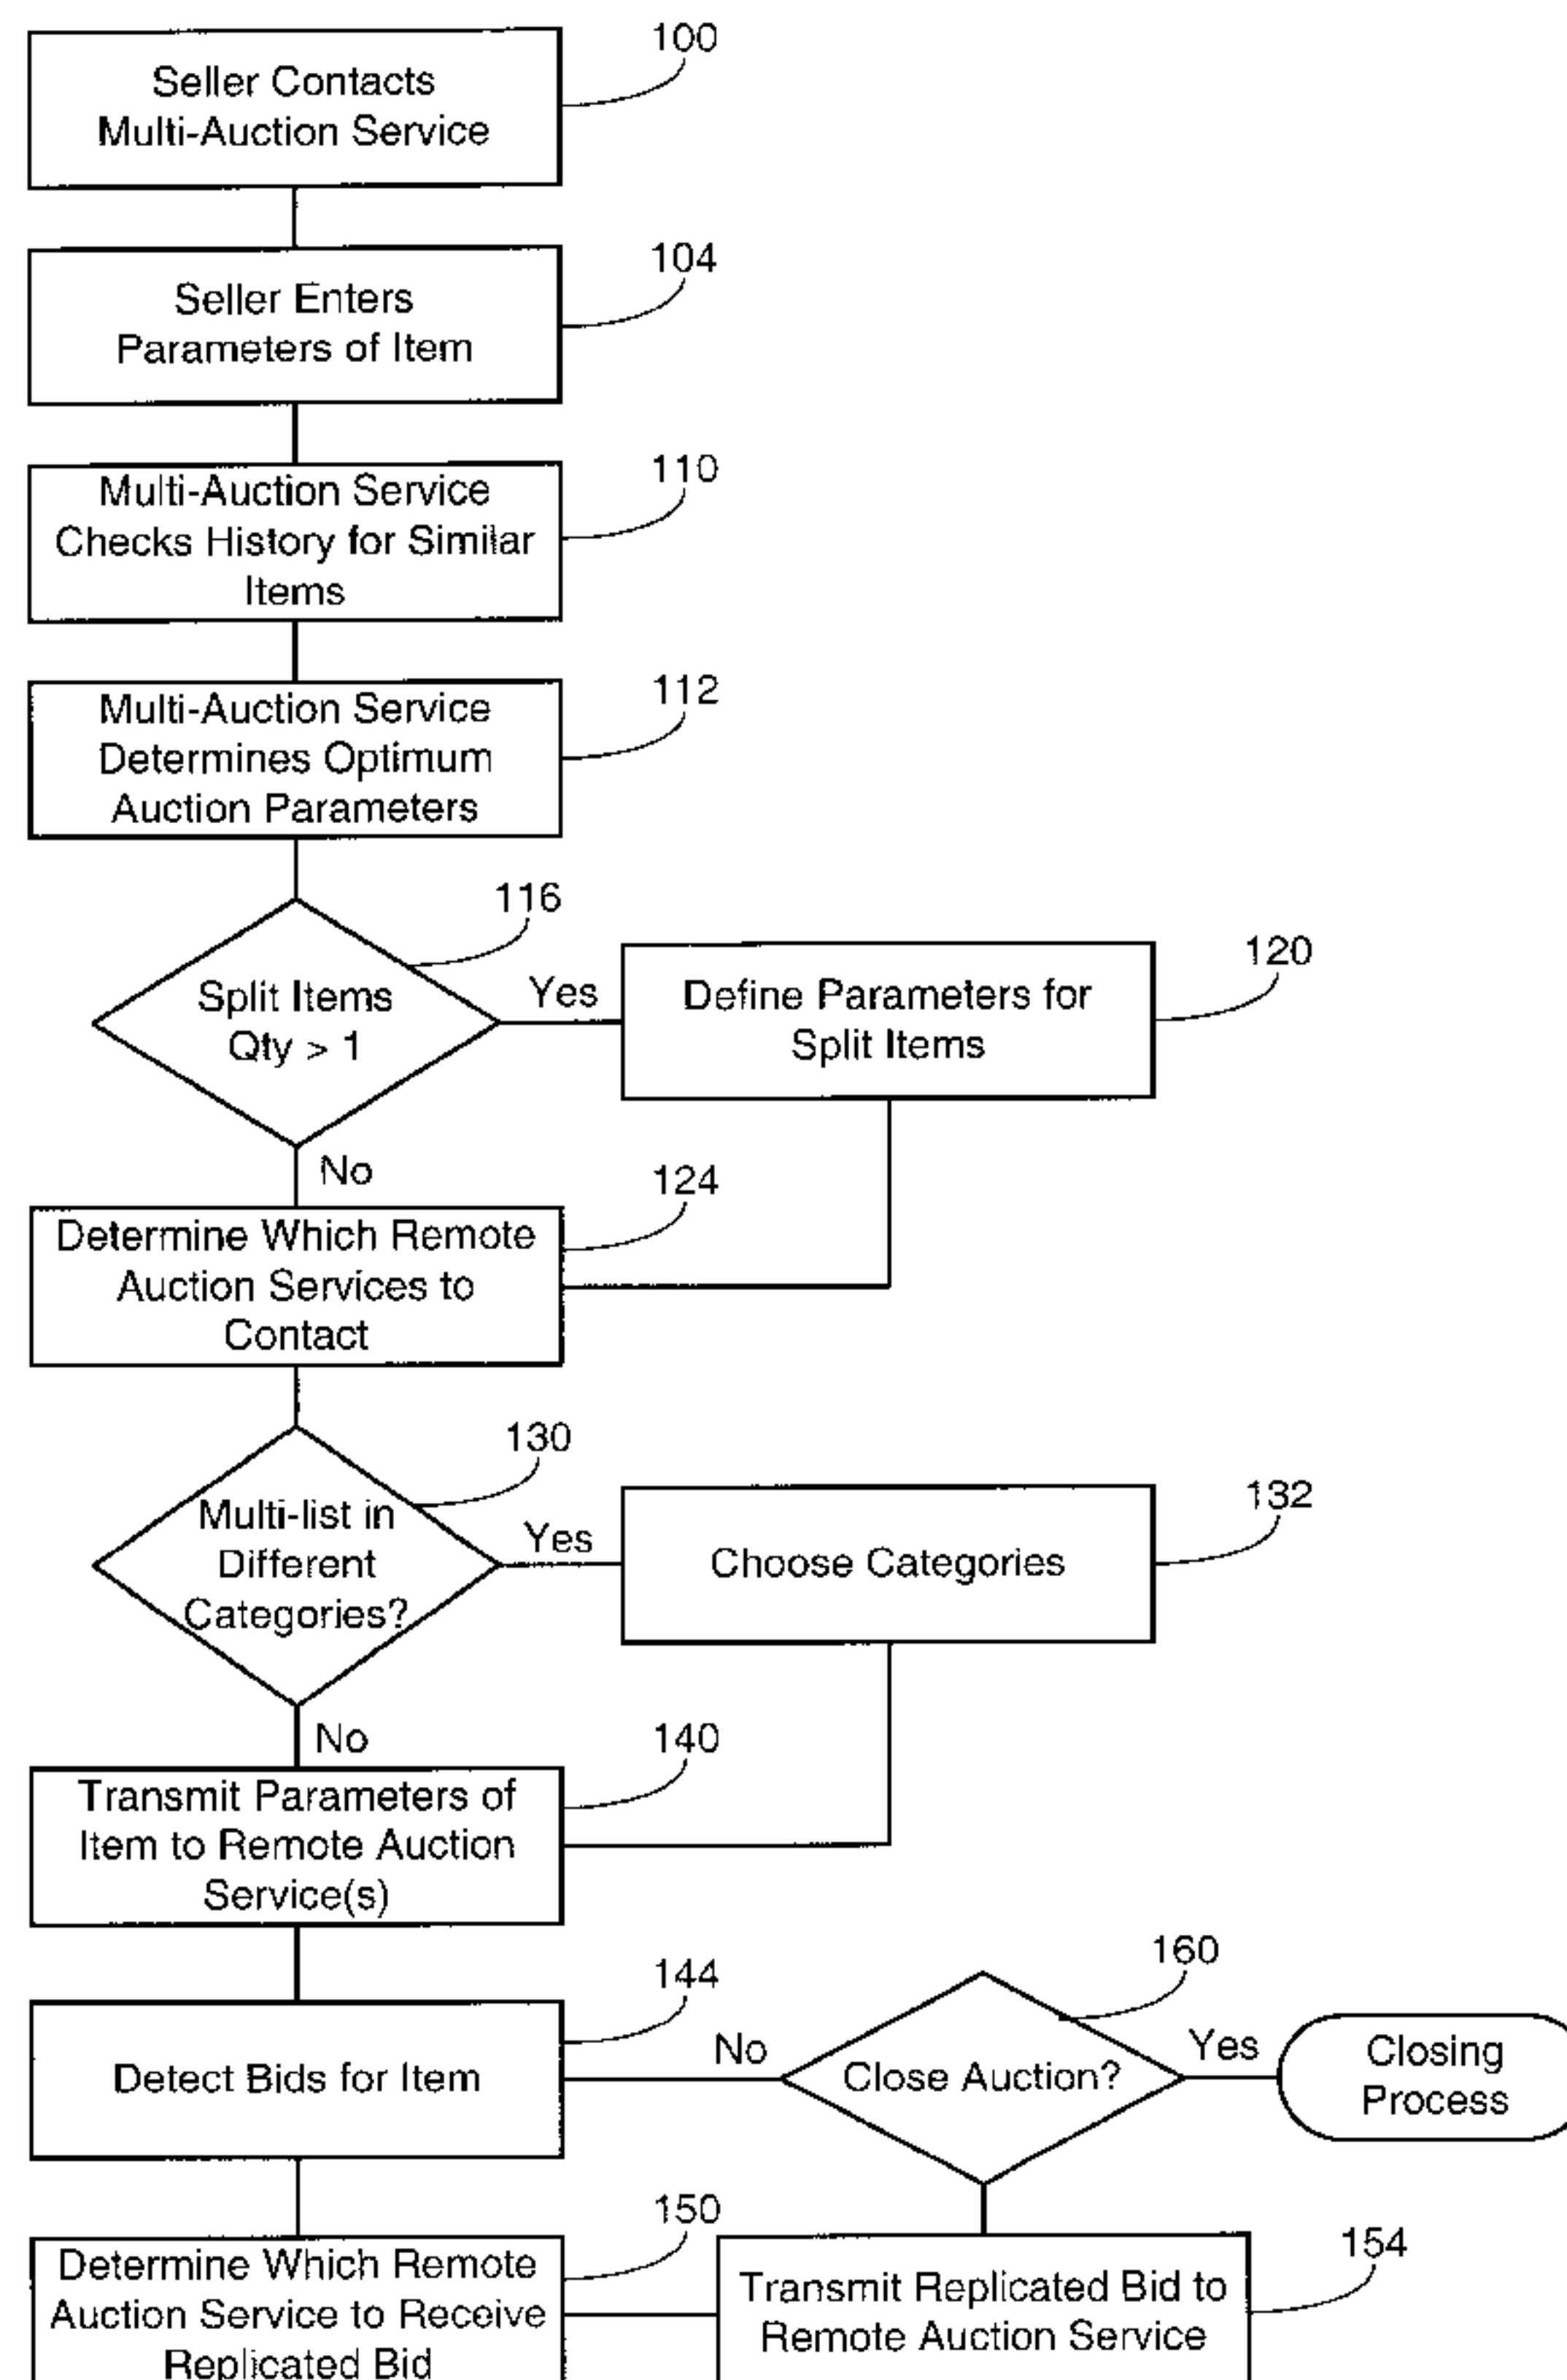 100
Seller Contacts
Multi-Auction Service
104
Seller Enters
Parameters of Item
110
Multi-Auction Service
Checks History for Similar
Items
112
Multi-Auction Service
Determines Optimum
Auction Parameters
116
Split Items
Qty > 1
Yes
120
Define Parameters for
Split Items
No
124
Determine Which Remote
Auction Services to
Contact
130
Multi-list in
Different
Categories?
Yes
132
Choose Categories
No
140
Transmit Parameters of
Item to Remote Auction
Service(s)
144
Detect Bids for Item
No
160
Close Auction?
Yes
Closing
Process
150
Determine Which Remote
Auction Service to Receive
Replicated Bid
154
Transmit Replicated Bid to
Remote Auction Service